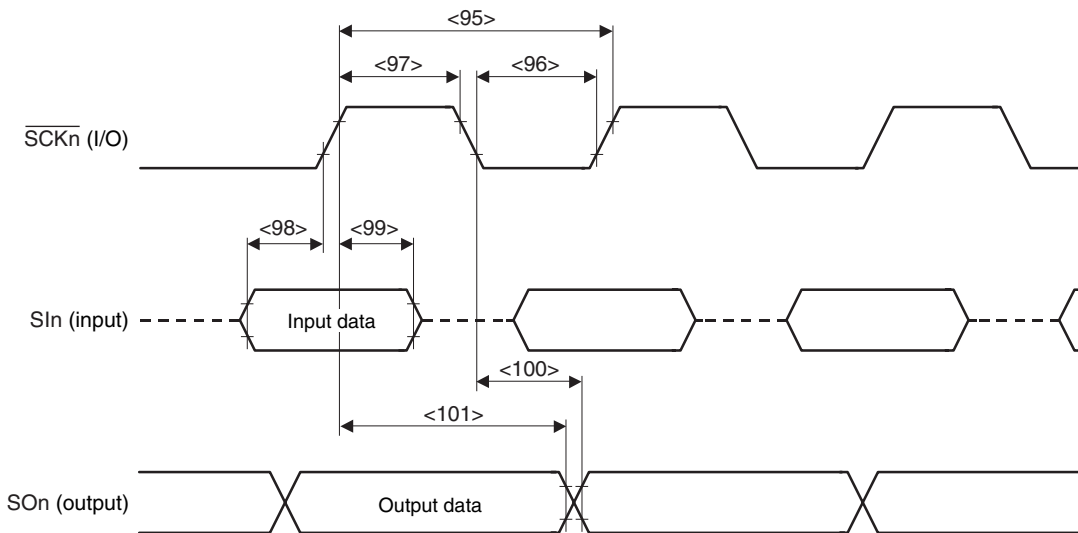 <95>
<97>
<96>
SCKn (I/O)
<98>
<99>
SIn (input)
Input data
<100>
<101>
SOn (output)
Output data